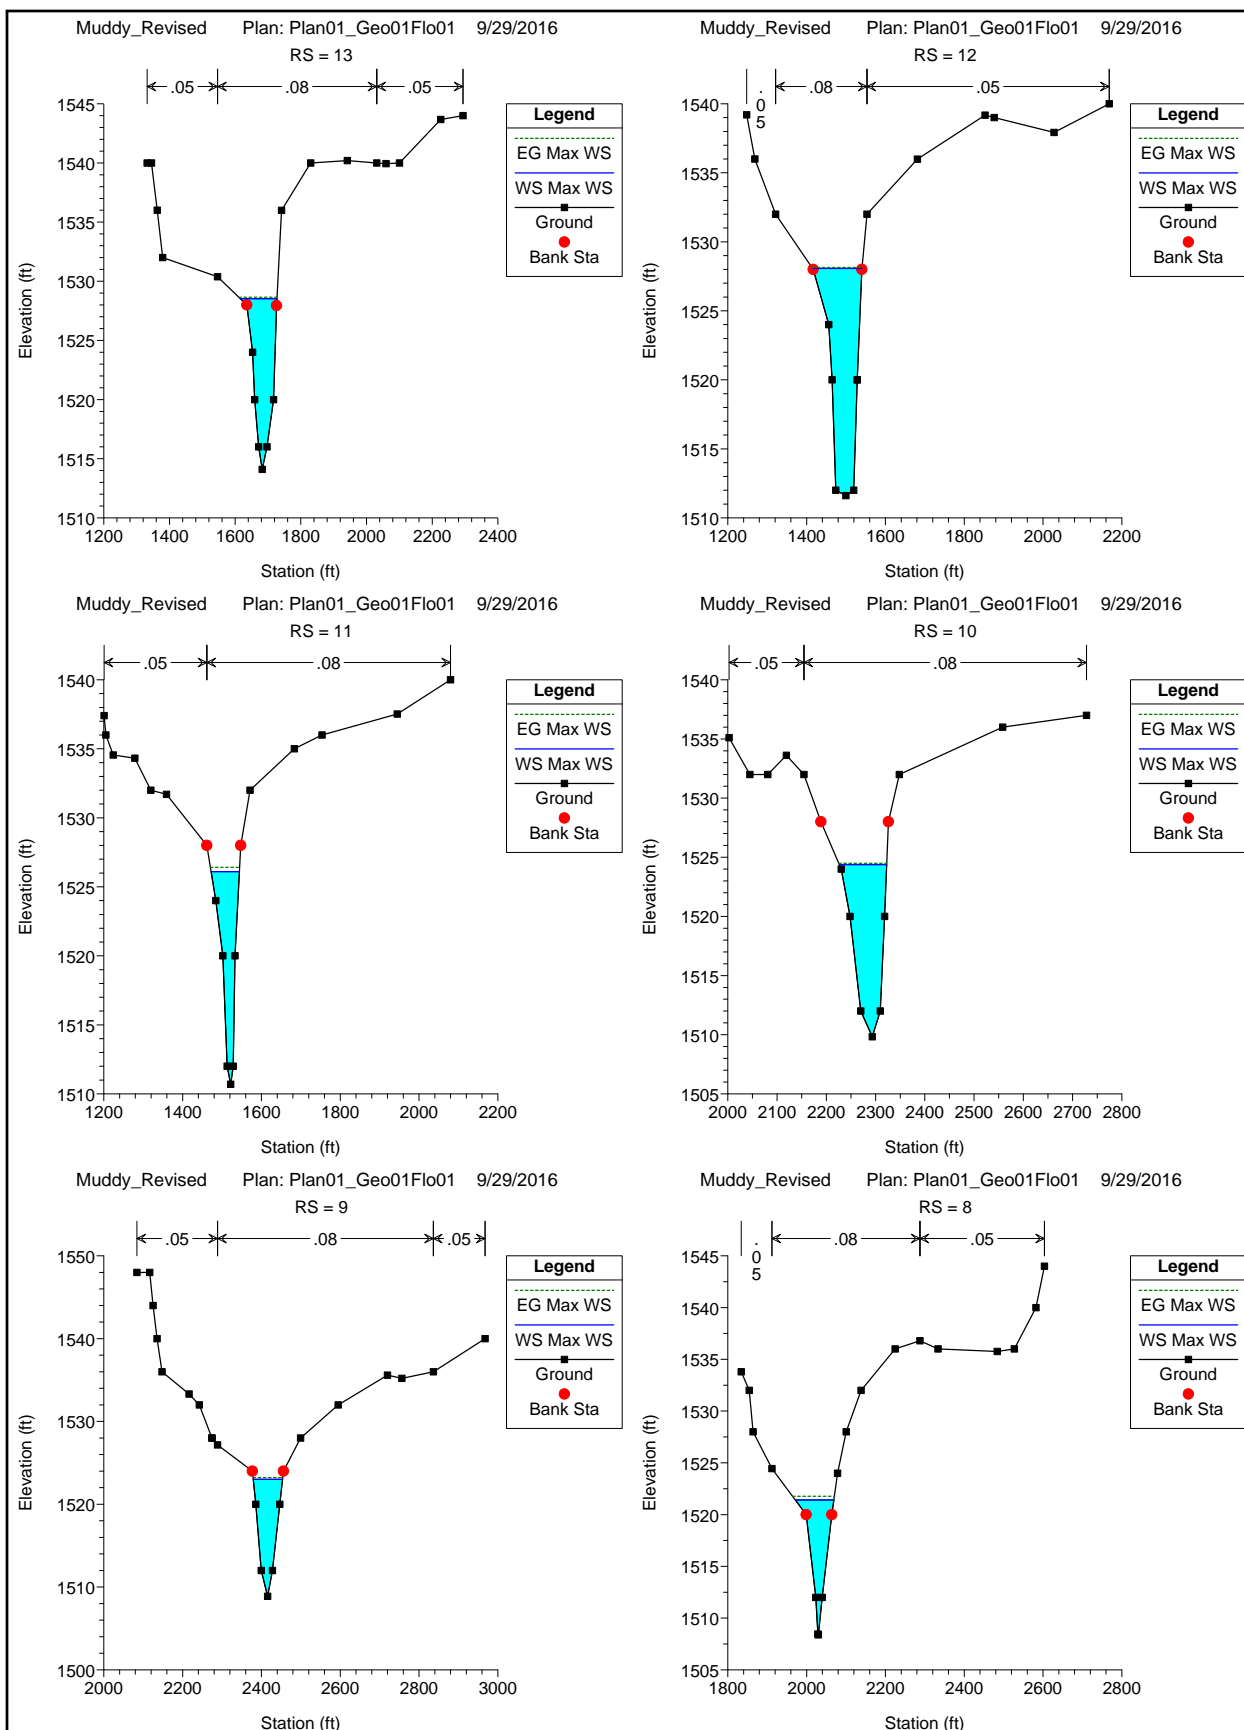 Muddy_Revised Plan: Plan01_Geo01Flo01 9/29/2016
RS = 13
.05 .08 .05
1545
1540
1535
1530
1525
1520
1515
1510
Elevation (ft)
1200 1400 1600 1800 2000 2200 2400
Station (ft)
Legend
EG Max WS
WS Max WS
Ground
Bank Sta
Muddy_Revised Plan: Plan01_Geo01Flo01 9/29/2016
RS = 12
.05 .08 .05
1540
1535
1530
1525
1520
1515
1510
Elevation (ft)
1200 1400 1600 1800 2000 2200
Station (ft)
Legend
EG Max WS
WS Max WS
Ground
Bank Sta
Muddy_Revised Plan: Plan01_Geo01Flo01 9/29/2016
RS = 11
.05 .08
1540
1535
1530
1525
1520
1515
1510
Elevation (ft)
1200 1400 1600 1800 2000 2200
Station (ft)
Legend
EG Max WS
WS Max WS
Ground
Bank Sta
Muddy_Revised Plan: Plan01_Geo01Flo01 9/29/2016
RS = 10
.05 .08
1540
1535
1530
1525
1520
1515
1510
1505
Elevation (ft)
2000 2100 2200 2300 2400 2500 2600 2700 2800
Station (ft)
Legend
EG Max WS
WS Max WS
Ground
Bank Sta
Muddy_Revised Plan: Plan01_Geo01Flo01 9/29/2016
RS = 9
.05 .08 .05
1550
1540
1530
1520
1510
1500
Elevation (ft)
2000 2200 2400 2600 2800 3000
Station (ft)
Legend
EG Max WS
WS Max WS
Ground
Bank Sta
Muddy_Revised Plan: Plan01_Geo01Flo01 9/29/2016
RS = 8
.05 .08 .05
1545
1540
1535
1530
1525
1520
1515
1510
1505
Elevation (ft)
1800 2000 2200 2400 2600 2800
Station (ft)
Legend
EG Max WS
WS Max WS
Ground
Bank Sta